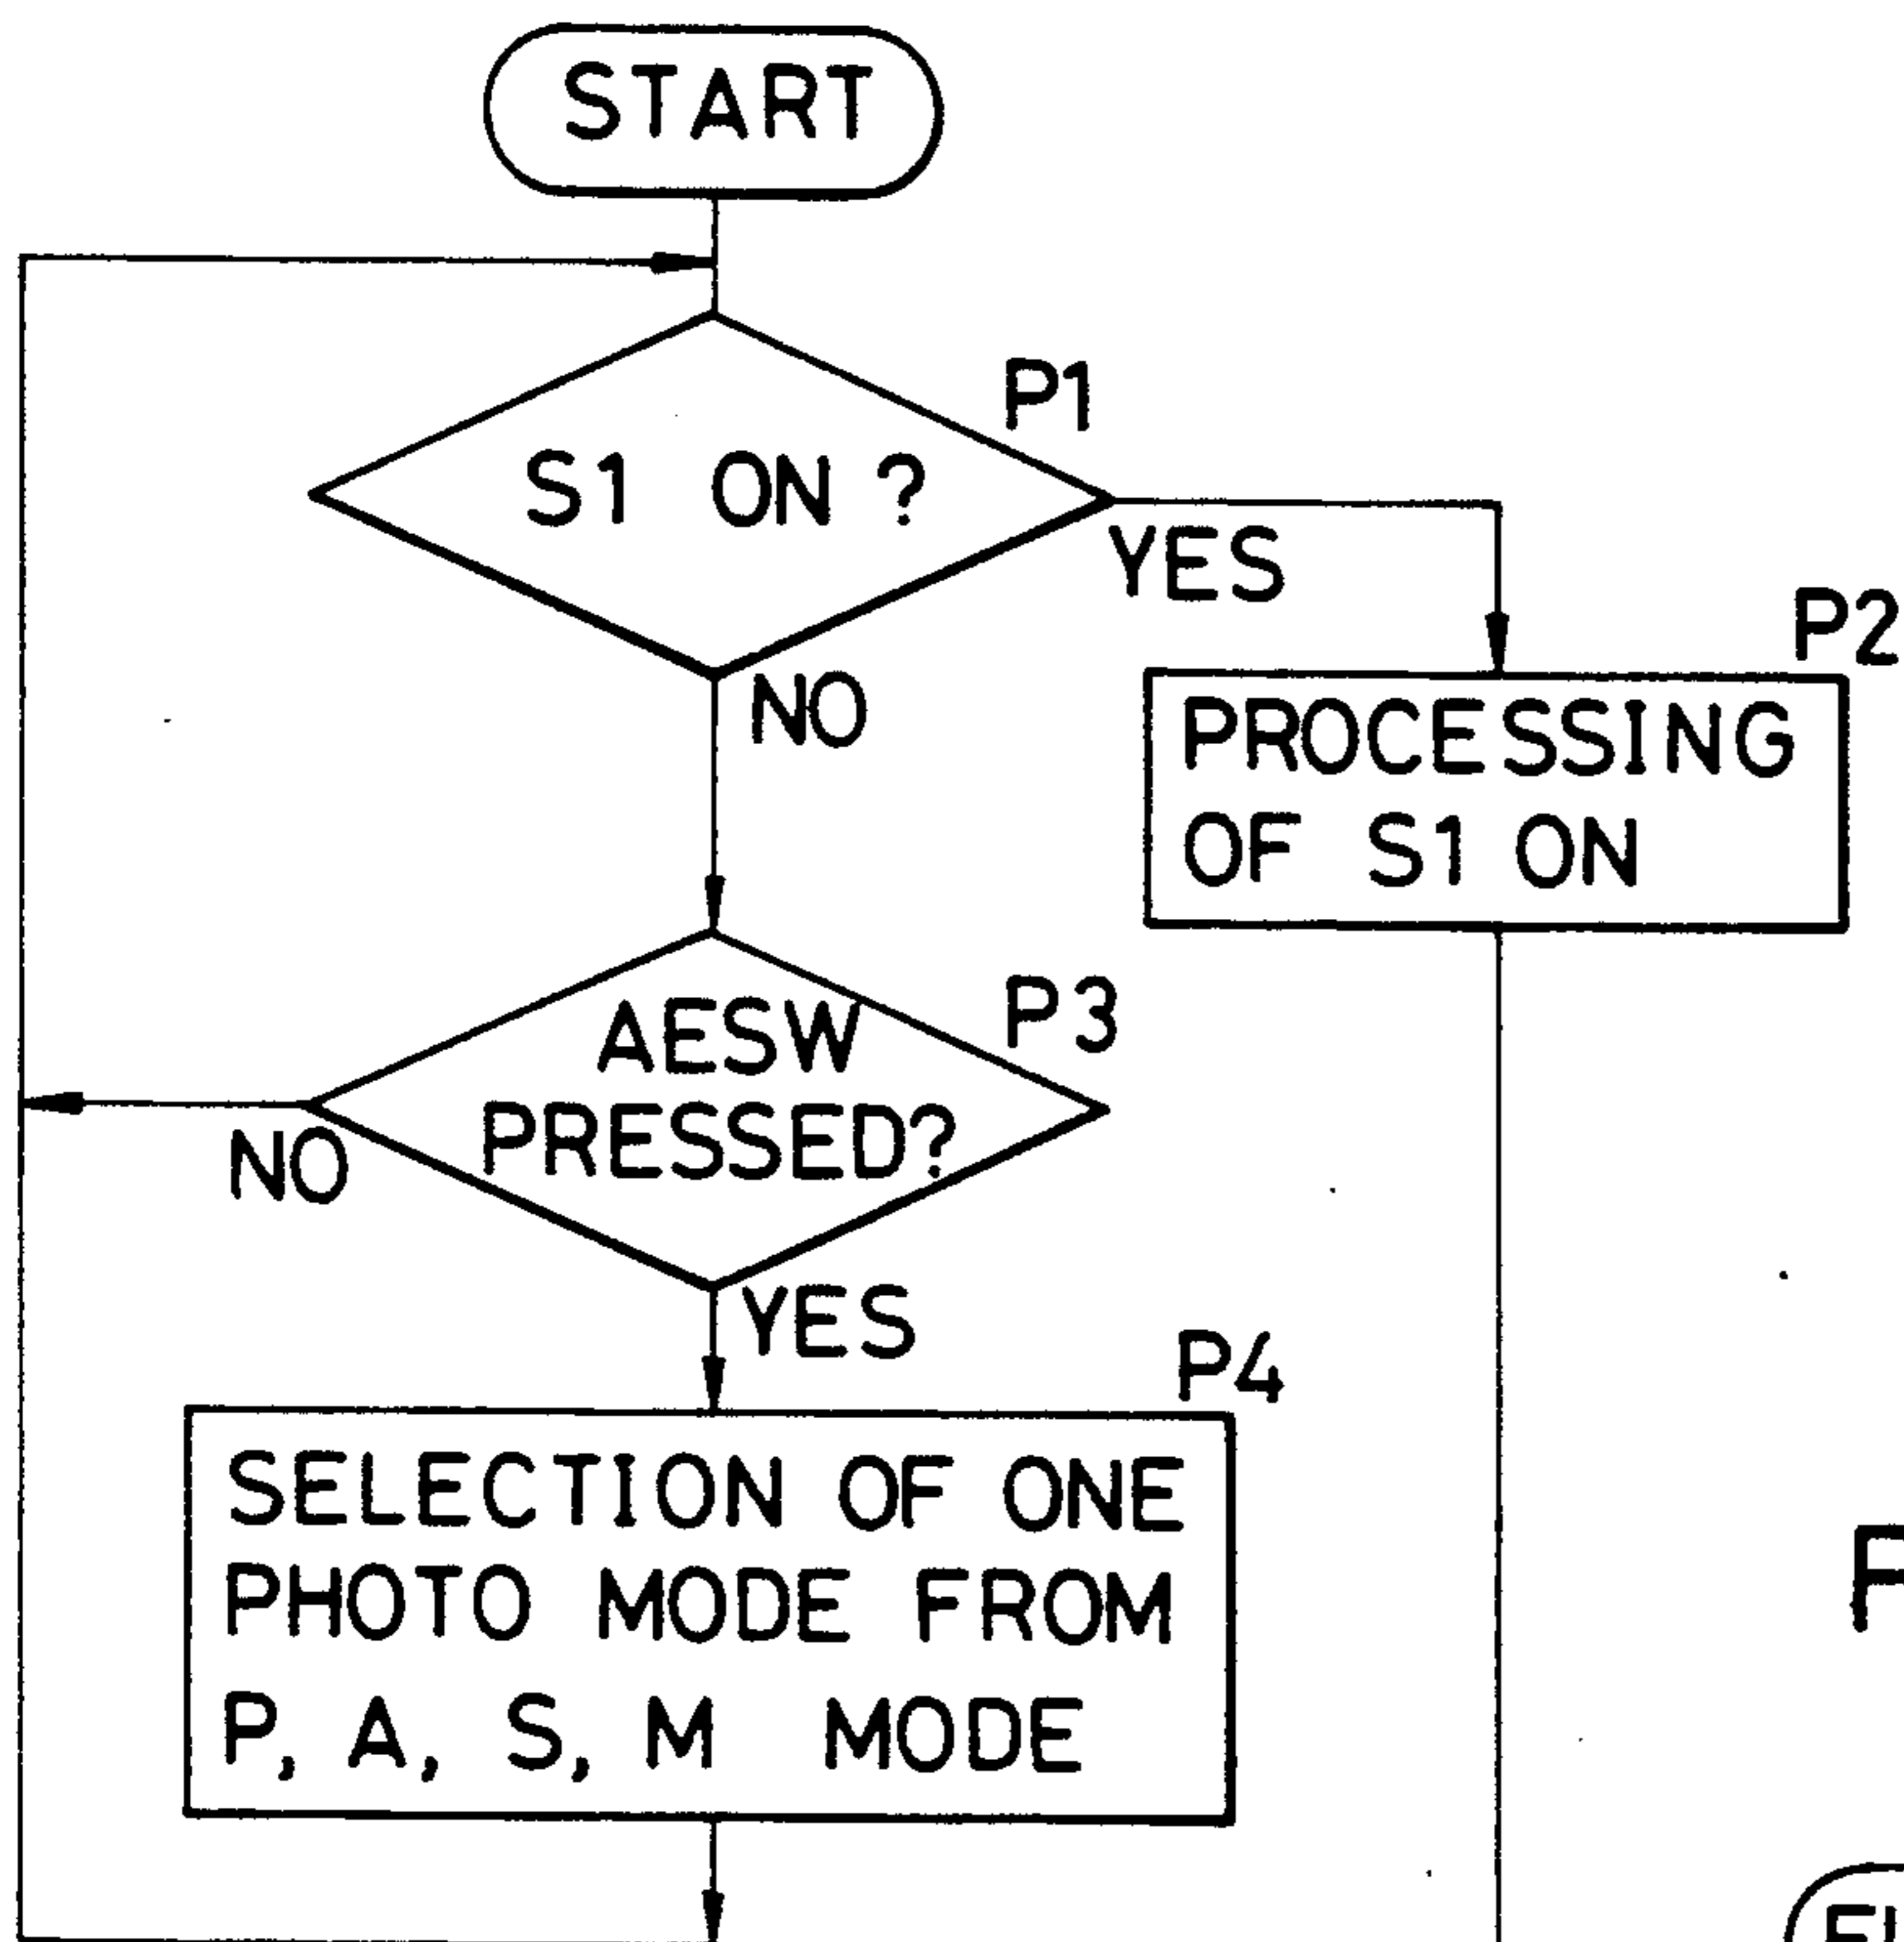 START
P1
S1 ON ?
YES
NO
P2
PROCESSING
OF S1 ON
P3
AESW
PRESSED?
NO
YES
P4
SELECTION OF ONE
PHOTO MODE FROM
P, A, S, M MODE